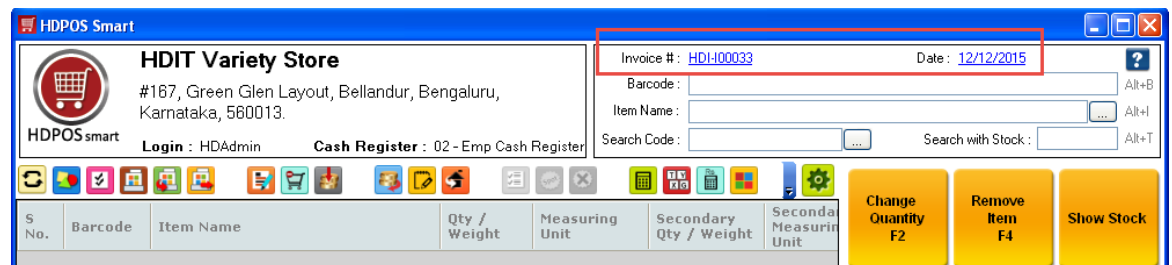 HDPOS Smart
HDIT Variety Store
#167, Green Glen Layout, Bellandur, Bengaluru,
Karnataka, 560013.
HDPOS smart
Login : HDAdmin Cash Register : 02 - Emp Cash Register
Invoice # : HDI-I00033 Date : 12/12/2015 ?
Barcode : Alt+B
Item Name : ... Alt+I
Search Code : ... Search with Stock : Alt+T
S
No.
Barcode
Item Name
Qty /
Weight
Measuring
Unit
Secondary
Qty / Weight
Seconda
Measurin
Unit
Change
Quantity
F2
Remove
Item
F4
Show Stock